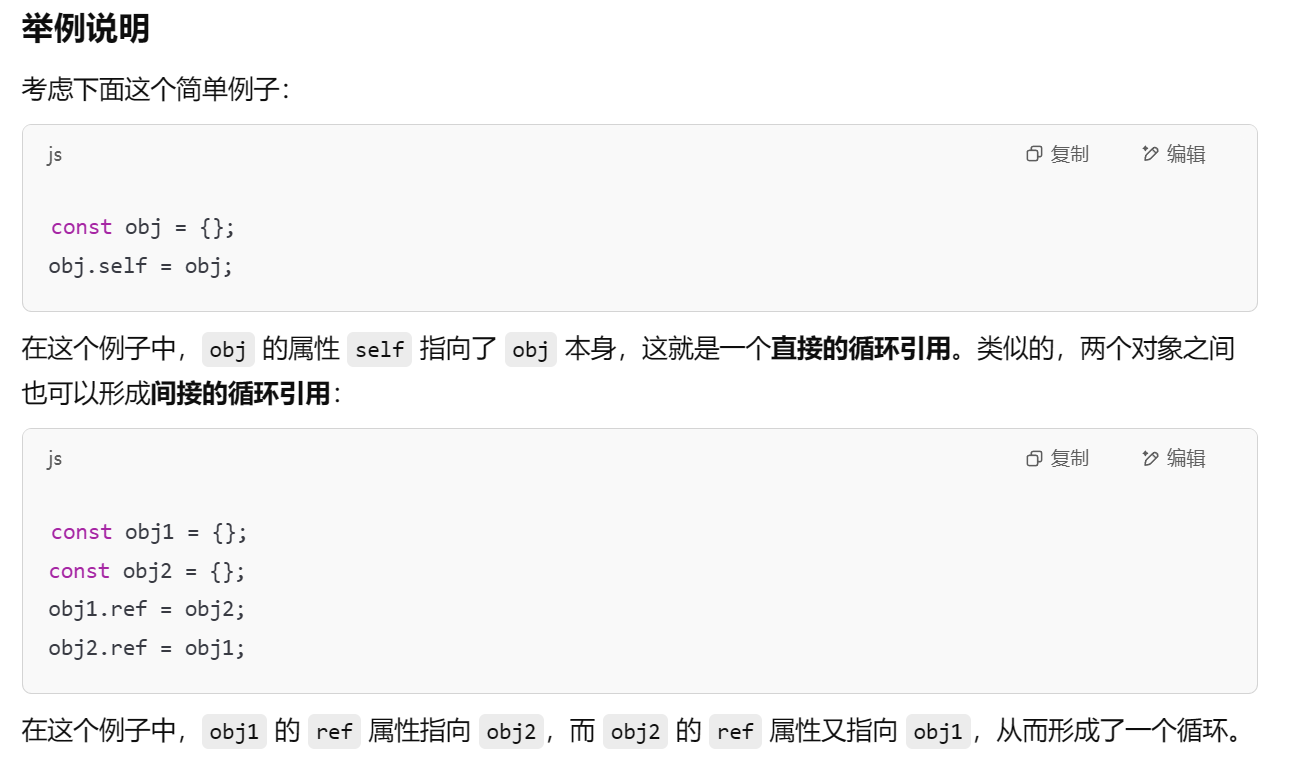 举例说明
考虑下面这个简单例子：
js 复制 编辑
const obj = {};
obj.self = obj;
在这个例子中，obj 的属性 self 指向了 obj 本身，这就是一个直接的循环引用。类似的，两个对象之间
也可以形成间接的循环引用：
js 复制 编辑
const obj1 = {};
const obj2 = {};
obj1.ref = obj2;
obj2.ref = obj1;
在这个例子中，obj1 的 ref 属性指向 obj2，而 obj2 的 ref 属性又指向 obj1，从而形成了一个循环。